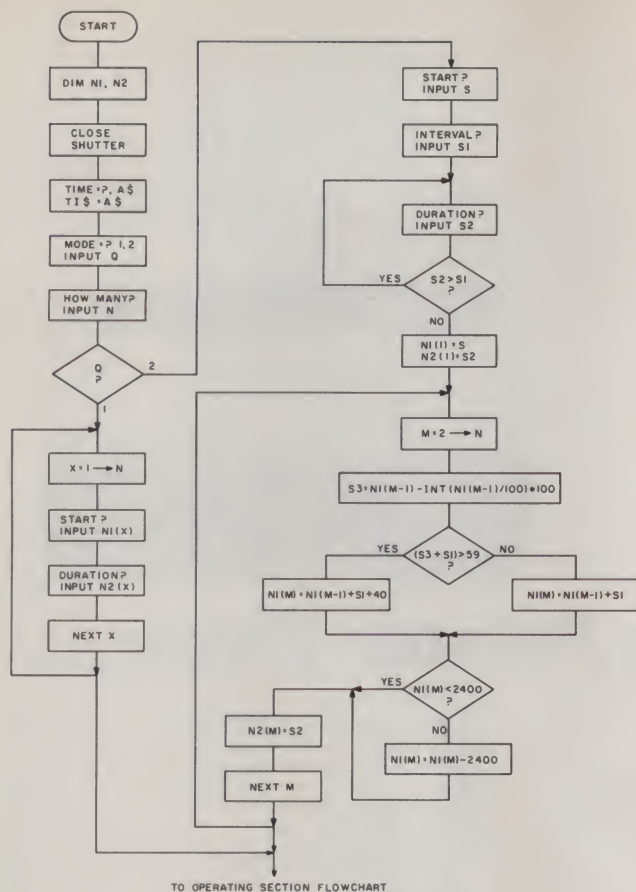 START
DIM N1, N2
CLOSE
SHUTTER
TIME=?, A$
TI$=A$
MODE=? 1,2
INPUT Q
HOW MANY?
INPUT N
Q
?
2
1
X=1 → N
START?
INPUT N1(X)
DURATION?
INPUT N2(X)
NEXT X
START?
INPUT S
INTERVAL?
INPUT S1
DURATION?
INPUT S2
YES
S2>S1
?
NO
N1(1)=S
N2(1)=S2
M=2 → N
S3=N1(M-1)-INT(N1(M-1)/100)*100
YES
(S3+S1)>59
?
NO
N1(M)=N1(M-1)+S1+40
N1(M)=N1(M-1)+S1
YES
N1(M)<2400
?
NO
N2(M)=S2
N1(M)=N1(M)-2400
NEXT M
TO OPERATING SECTION FLOWCHART